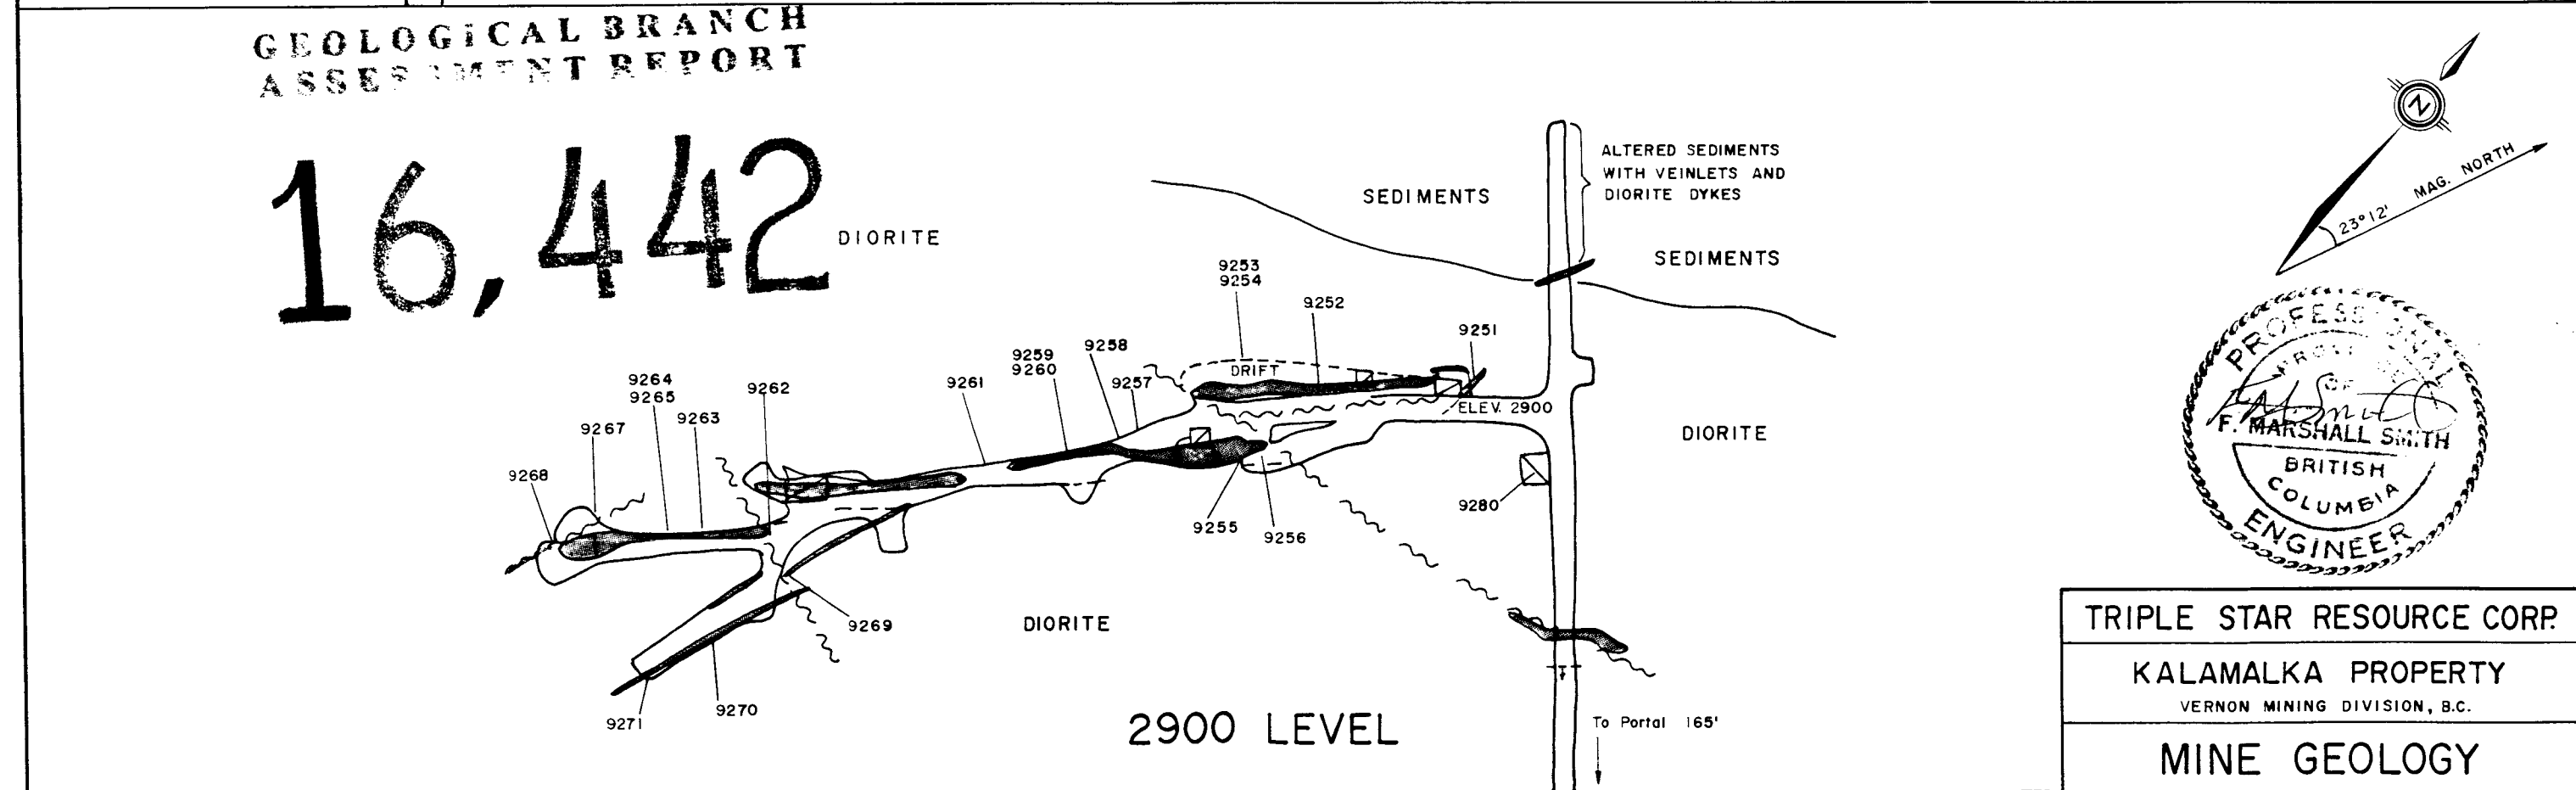 GEOLOGICAL BRANCH
ASSESSMENT REPORT
16,442
DIORITE
SEDIMENTS
ALTERED SEDIMENTS
WITH VEINLETS AND
DIORITE DYKES
SEDIMENTS
N
MAG. NORTH
23°12'
9253
9254
9252
9251
DRIFT
ELEV. 2900
9258
9257
9259
9260
9261
9262
9264
9265
9263
9267
9268
9255
9256
9280
DIORITE
9269
DIORITE
9270
9271
2900 LEVEL
To Portal 165'
PROFESSIONAL
OF
F. MARSHALL SMITH
BRITISH
COLUMBIA
ENGINEER
TRIPLE STAR RESOURCE CORP.
KALAMALKA PROPERTY
VERNON MINING DIVISION, B.C.
MINE GEOLOGY